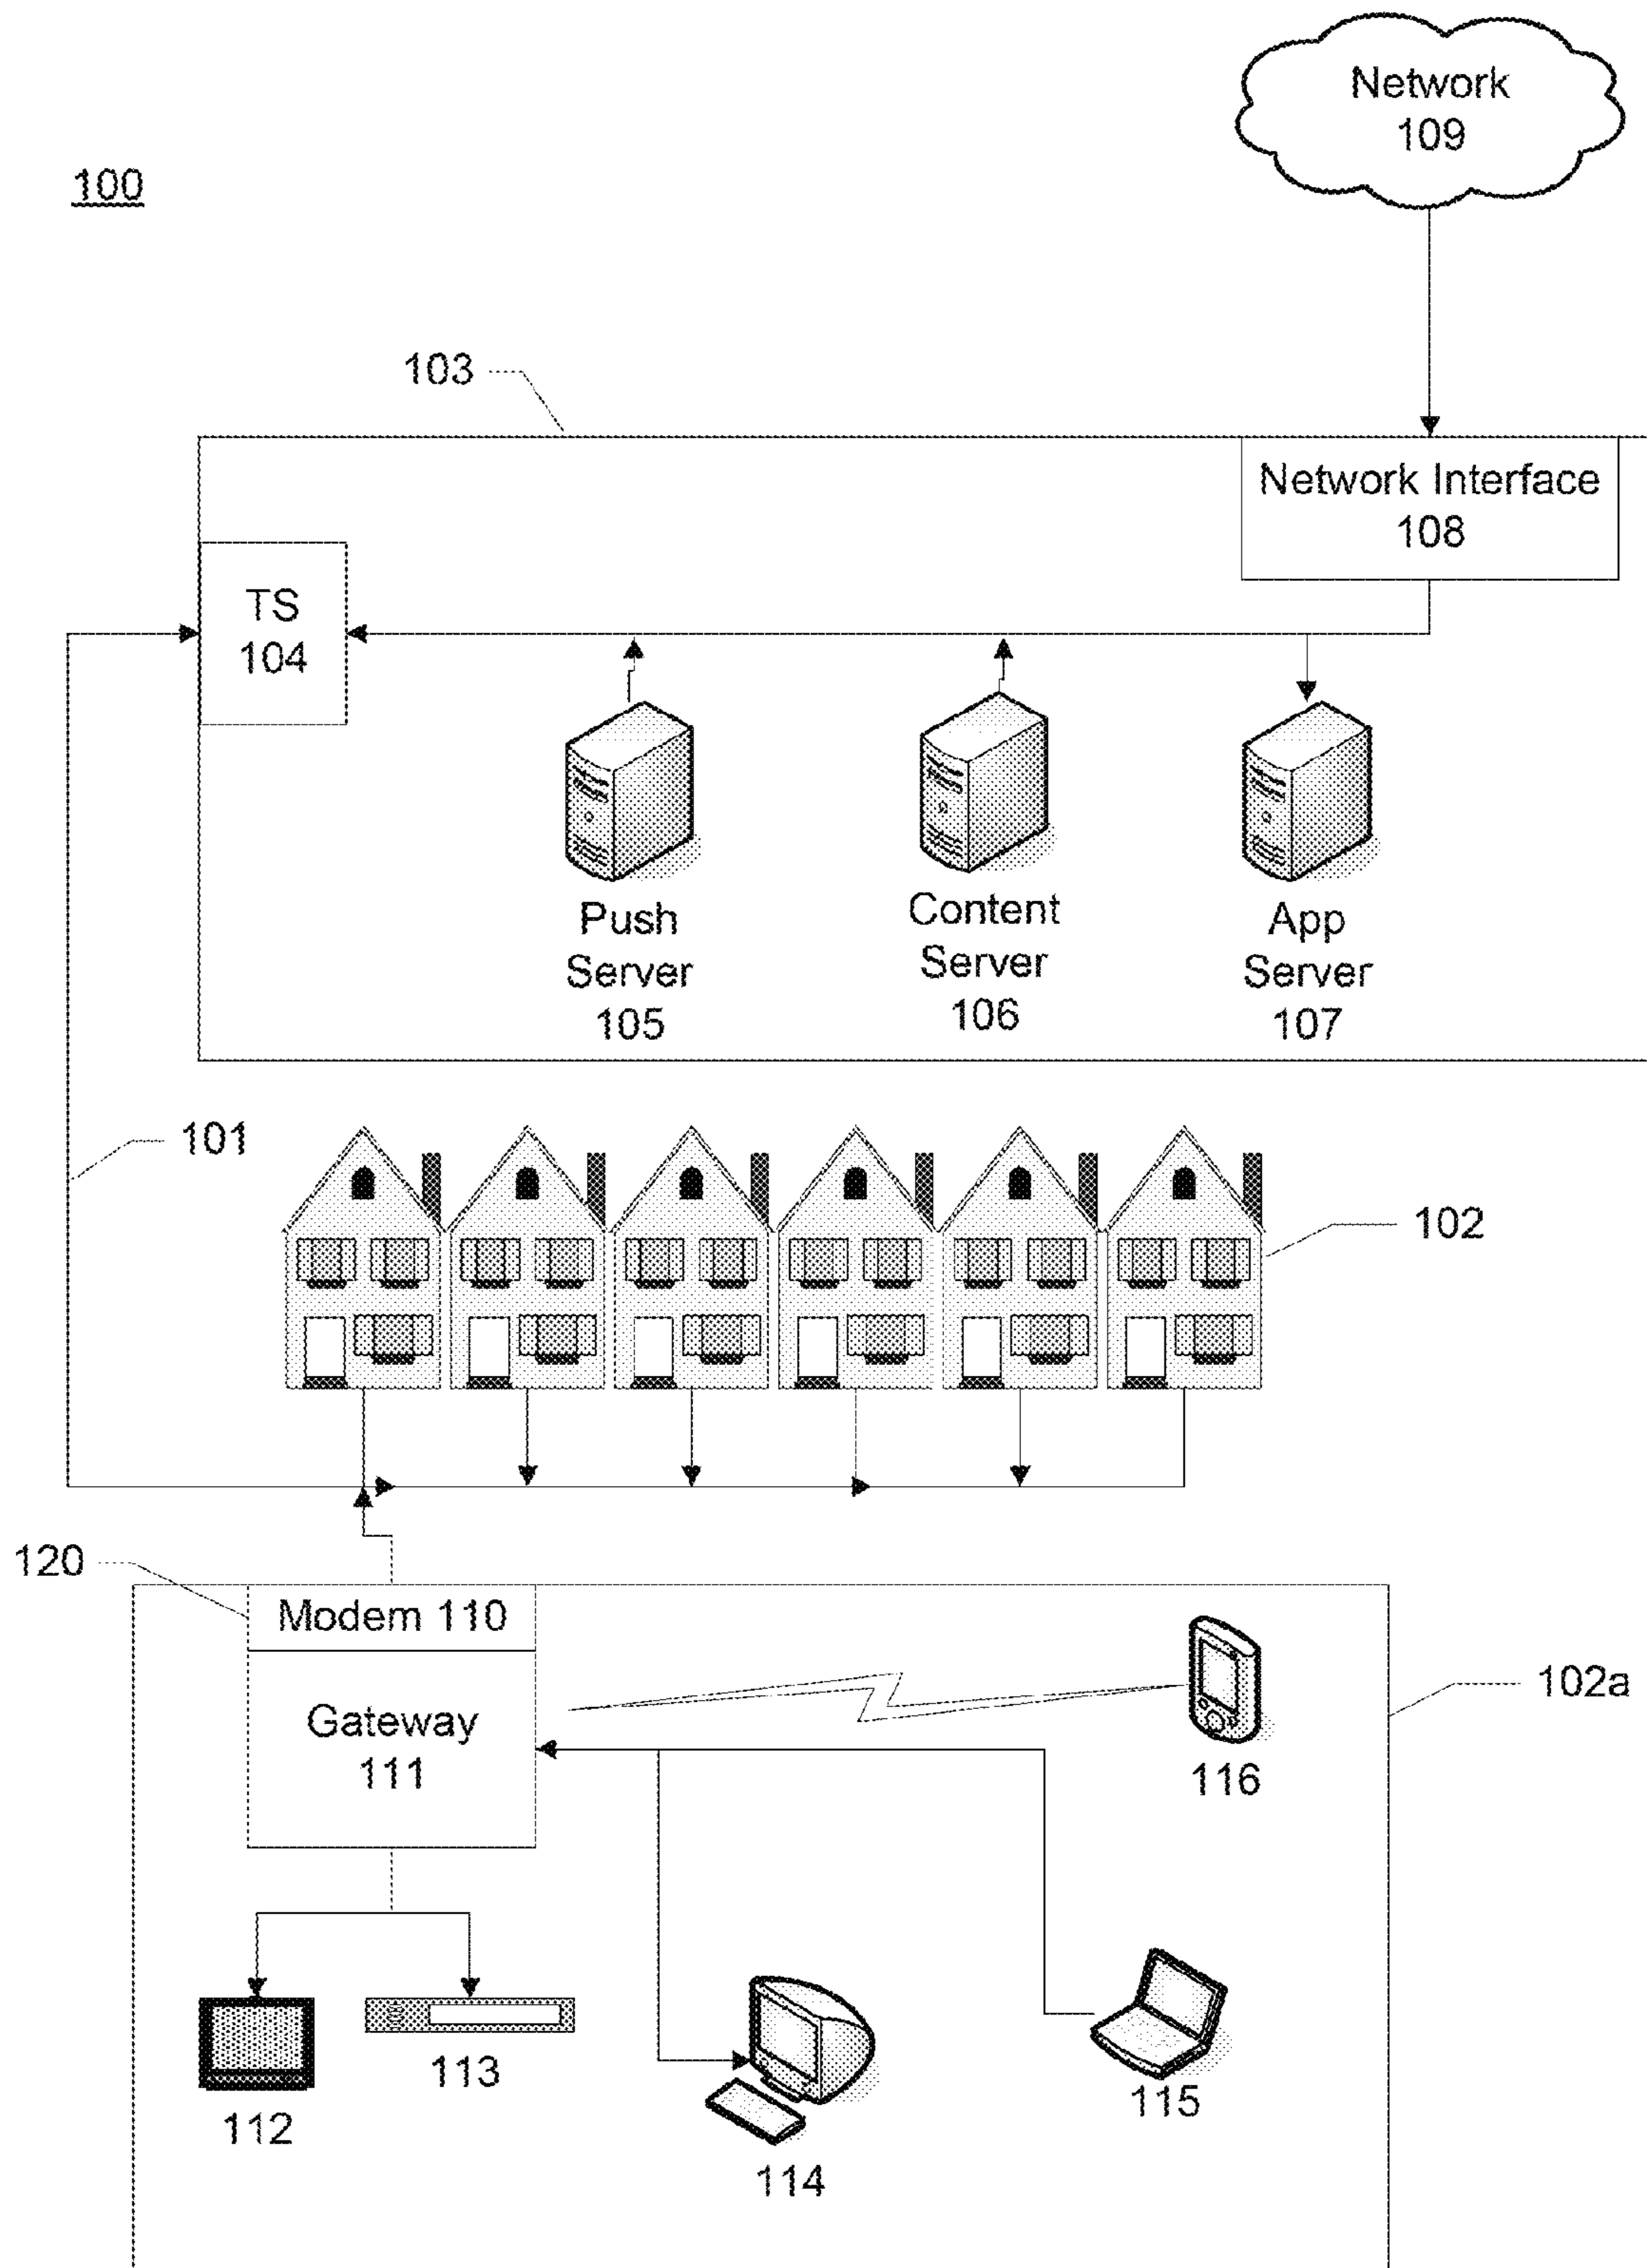 Network
109
100
103
Network Interface
108
TS
104
Push
Server
105
Content
Server
106
App
Server
107
101
102
120
Modem 110
Gateway
111
102a
116
112
113
114
115